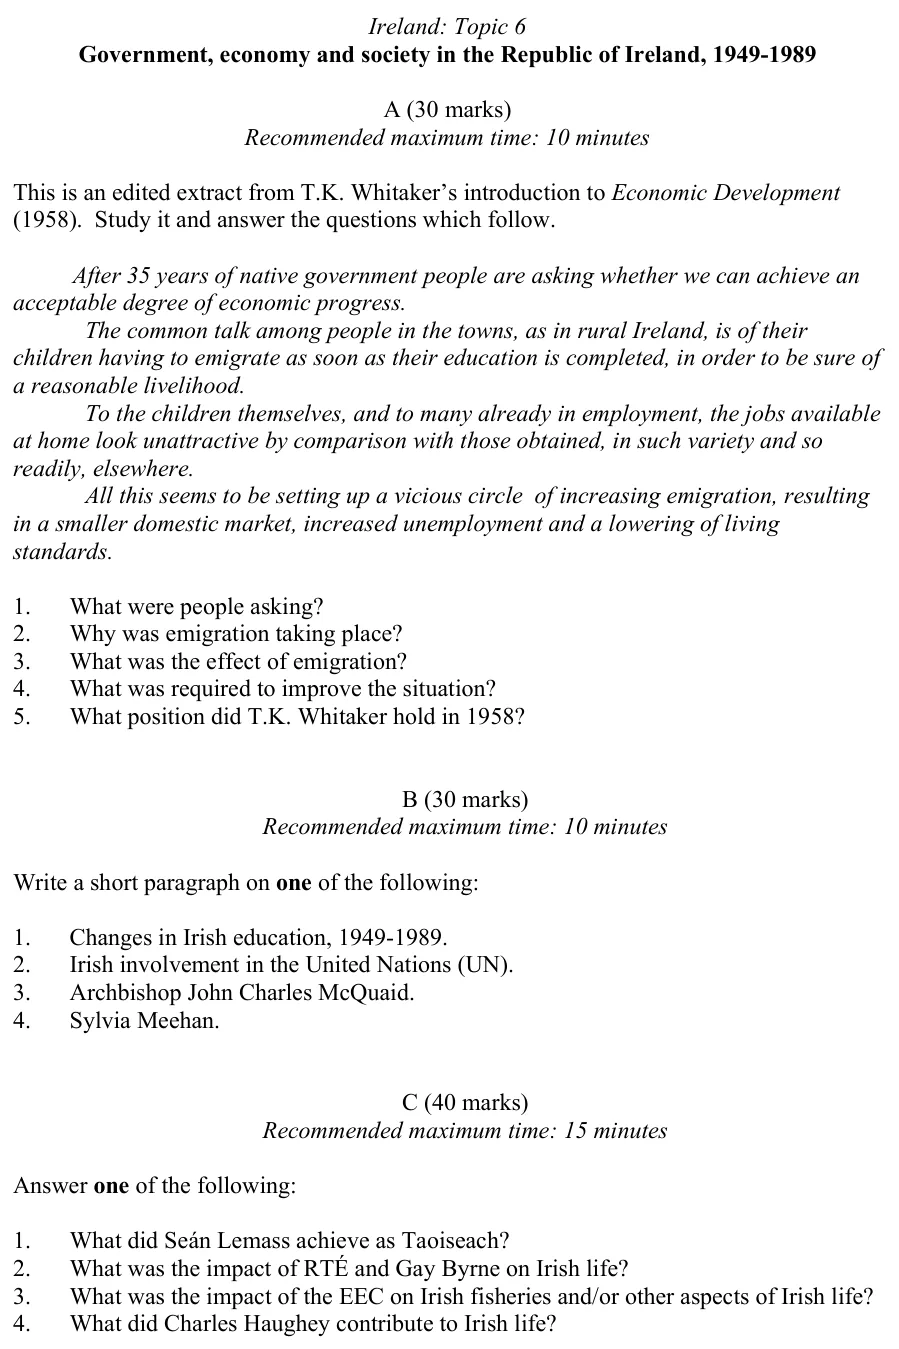 Ireland: Topic 6
Government, economy and society in the Republic of Ireland, 1949-1989
A (30 marks)
Recommended maximum time: 10 minutes
This is an edited extract from T.K. Whitaker’s introduction to Economic Development
(1958).  Study it and answer the questions which follow.
After 35 years of native government people are asking whether we can achieve an
acceptable degree of economic progress.
The common talk among people in the towns, as in rural Ireland, is of their
children having to emigrate as soon as their education is completed, in order to be sure of
a reasonable livelihood.
To the children themselves, and to many already in employment, the jobs available
at home look unattractive by comparison with those obtained, in such variety and so
readily, elsewhere.
All this seems to be setting up a vicious circle  of increasing emigration, resulting
in a smaller domestic market, increased unemployment and a lowering of living
standards.
1. What were people asking?
2. Why was emigration taking place?
3. What was the effect of emigration?
4. What was required to improve the situation?
5. What position did T.K. Whitaker hold in 1958?
B (30 marks)
Recommended maximum time: 10 minutes
Write a short paragraph on one of the following:
1. Changes in Irish education, 1949-1989.
2. Irish involvement in the United Nations (UN).
3. Archbishop John Charles McQuaid.
4. Sylvia Meehan.
C (40 marks)
Recommended maximum time: 15 minutes
Answer one of the following:
1. What did Seán Lemass achieve as Taoiseach?
2. What was the impact of RTÉ and Gay Byrne on Irish life?
3. What was the impact of the EEC on Irish fisheries and/or other aspects of Irish life?
4. What did Charles Haughey contribute to Irish life?